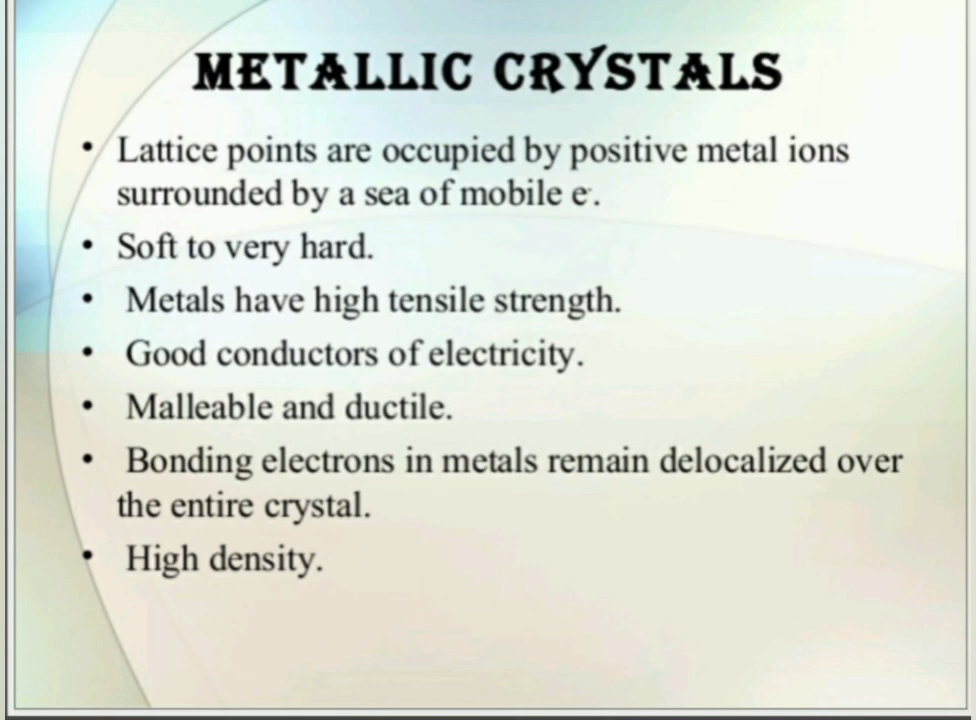 METALLIC CRYSTALS
• Lattice points are occupied by positive metal ions
surrounded by a sea of mobile e⁻.
• Soft to very hard.
• Metals have high tensile strength.
• Good conductors of electricity.
• Malleable and ductile.
• Bonding electrons in metals remain delocalized over
the entire crystal.
• High density.